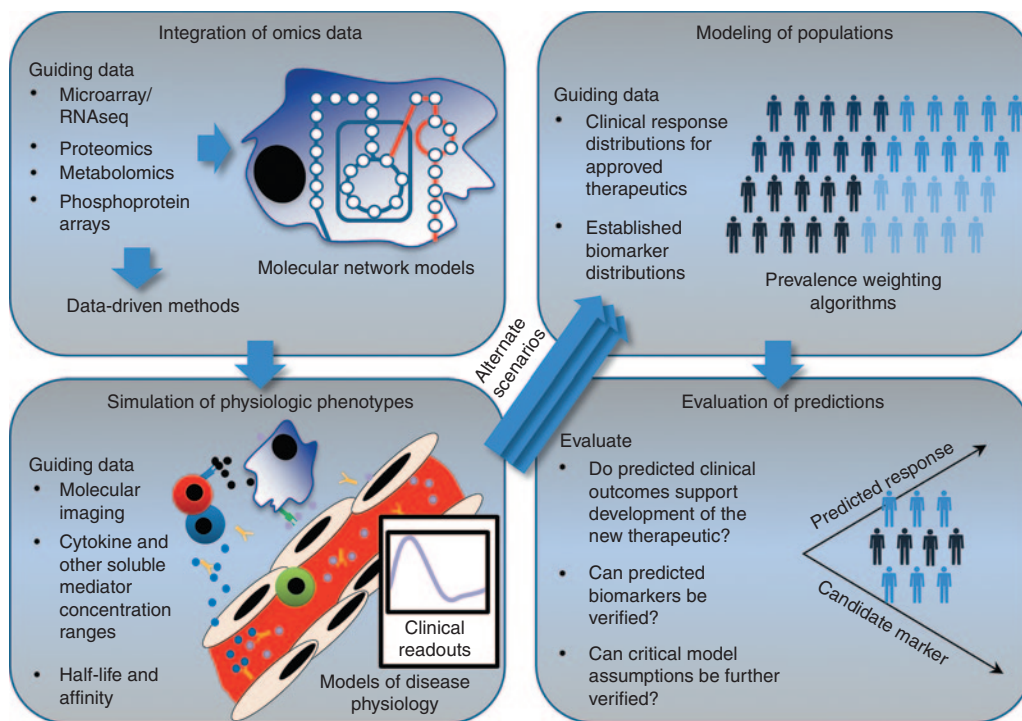 Integration of omics data
Guiding data
• Microarray/
RNAseq
• Proteomics
• Metabolomics
• Phosphoprotein
arrays
Molecular network models
Data-driven methods
Simulation of physiologic phenotypes
Guiding data
• Molecular
imaging
• Cytokine and
other soluble
mediator
concentration
ranges
• Half-life and
affinity
Clinical
readouts
Models of disease
physiology
Alternate
scenarios
Modeling of populations
Guiding data
• Clinical response
distributions for
approved
therapeutics
• Established
biomarker
distributions
Prevalence weighting
algorithms
Evaluation of predictions
Evaluate
• Do predicted clinical
outcomes support
development of the
new therapeutic?
• Can predicted
biomarkers be
verified?
• Can critical model
assumptions be further
verified?
Predicted response
Candidate marker